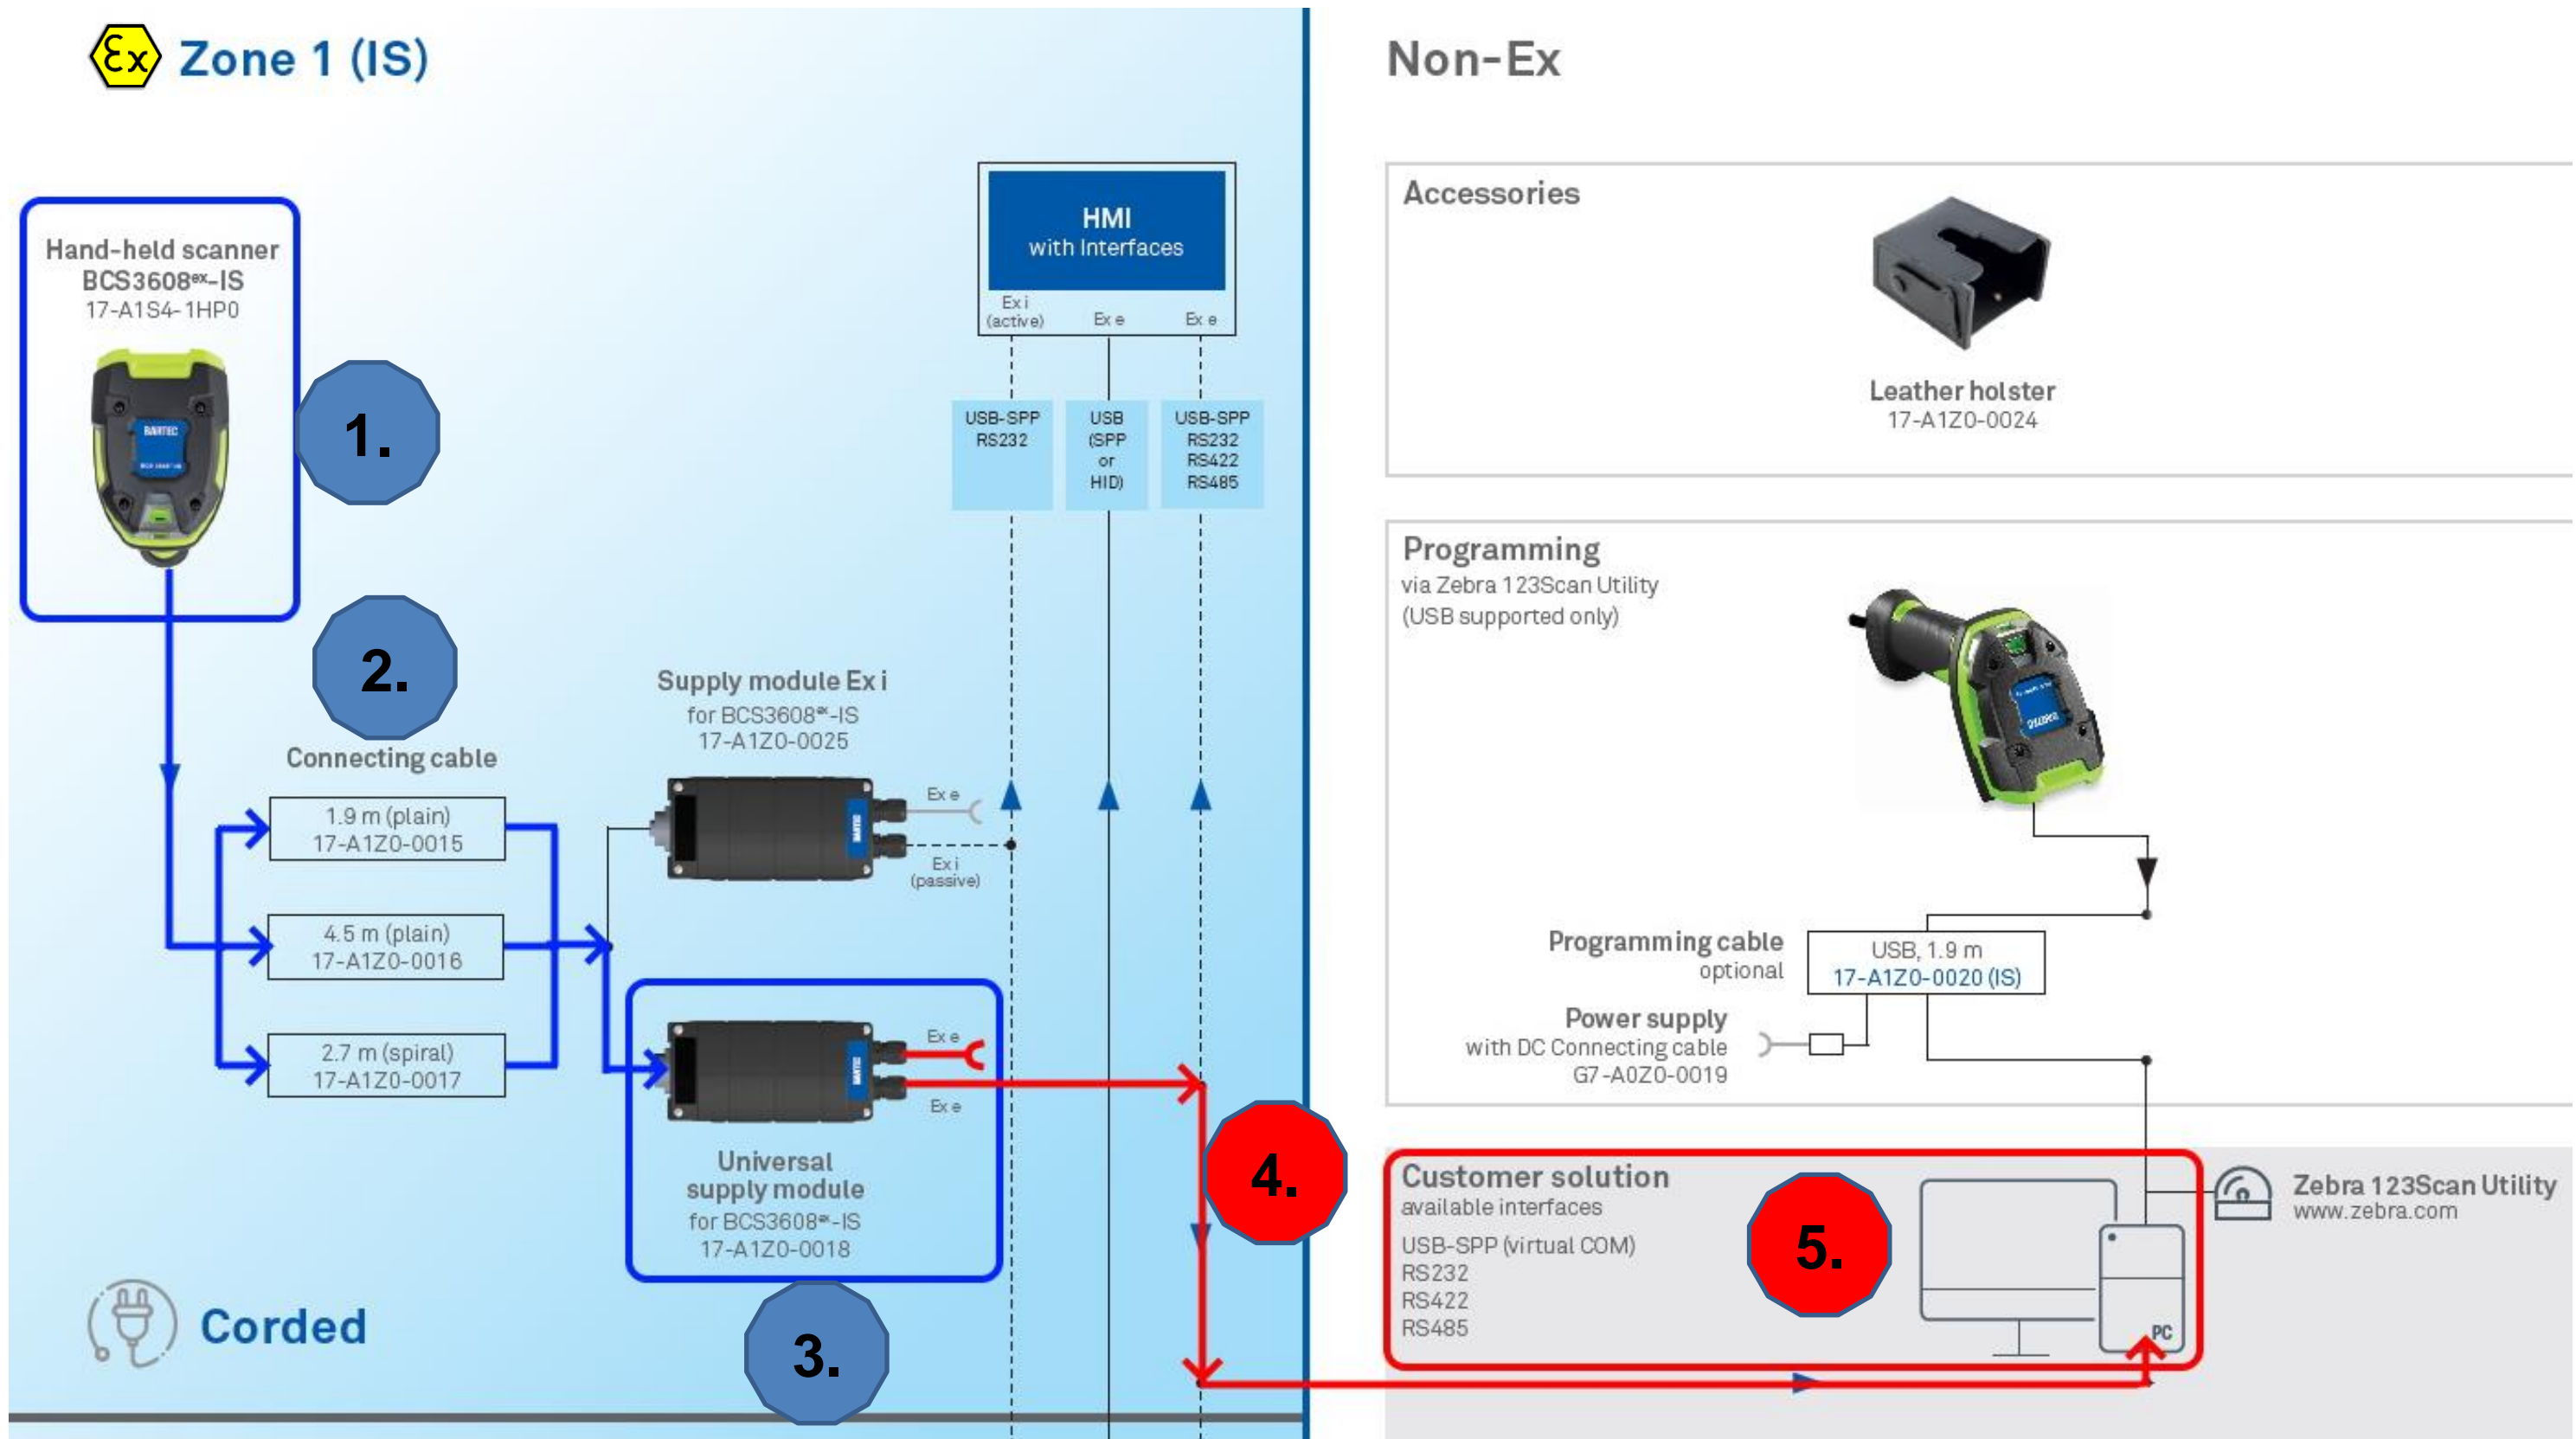 Ex Zone 1 (IS)
Non-Ex
Hand-held scanner
BCS3608ex-IS
17-A1S4-1HP0
BARTEC
1.
HMI
with Interfaces
Ex i
(active)
Ex e
Ex e
USB-SPP
RS232
USB
(SPP
or
HID)
USB-SPP
RS232
RS422
RS485
Accessories
Leather holster
17-A1Z0-0024
Programming
via Zebra 123Scan Utility
(USB supported only)
2.
Connecting cable
1.9 m (plain)
17-A1Z0-0015
4.5 m (plain)
17-A1Z0-0016
2.7 m (spiral)
17-A1Z0-0017
Supply module Ex i
for BCS3608ex-IS
17-A1Z0-0025
BARTEC
Ex e
Ex i
(passive)
BARTEC
Ex e
Ex e
Universal
supply module
for BCS3608ex-IS
17-A1Z0-0018
3.
4.
Programming cable
optional
USB, 1.9 m
17-A1Z0-0020 (IS)
Power supply
with DC Connecting cable
G7-A0Z0-0019
Customer solution
available interfaces
USB-SPP (virtual COM)
RS232
RS422
RS485
5.
PC
Zebra 123Scan Utility
www.zebra.com
Corded